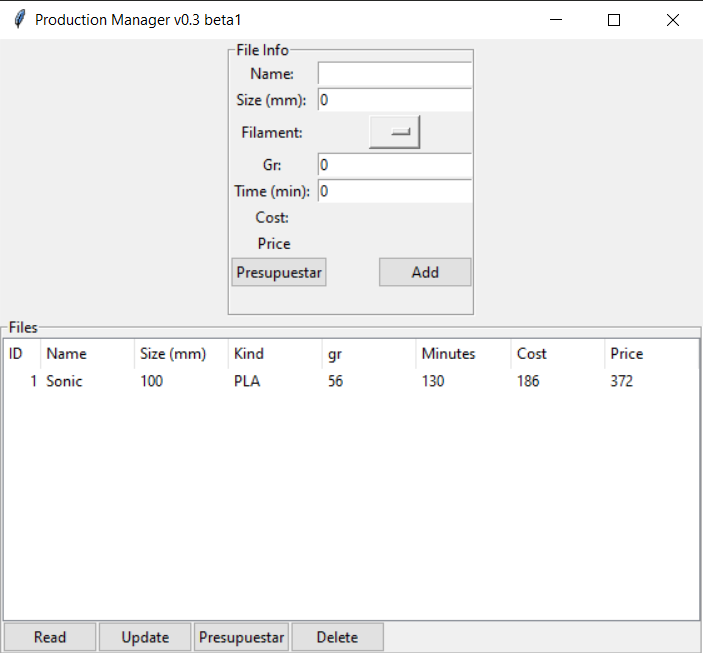 Production Manager v0.3 beta1
File Info
Name:
Size (mm): 0
Filament:
Gr: 0
Time (min): 0
Cost:
Price
Presupuestar Add
Files
ID Name Size (mm) Kind gr Minutes Cost Price
1 Sonic 100 PLA 56 130 186 372
Read Update Presupuestar Delete